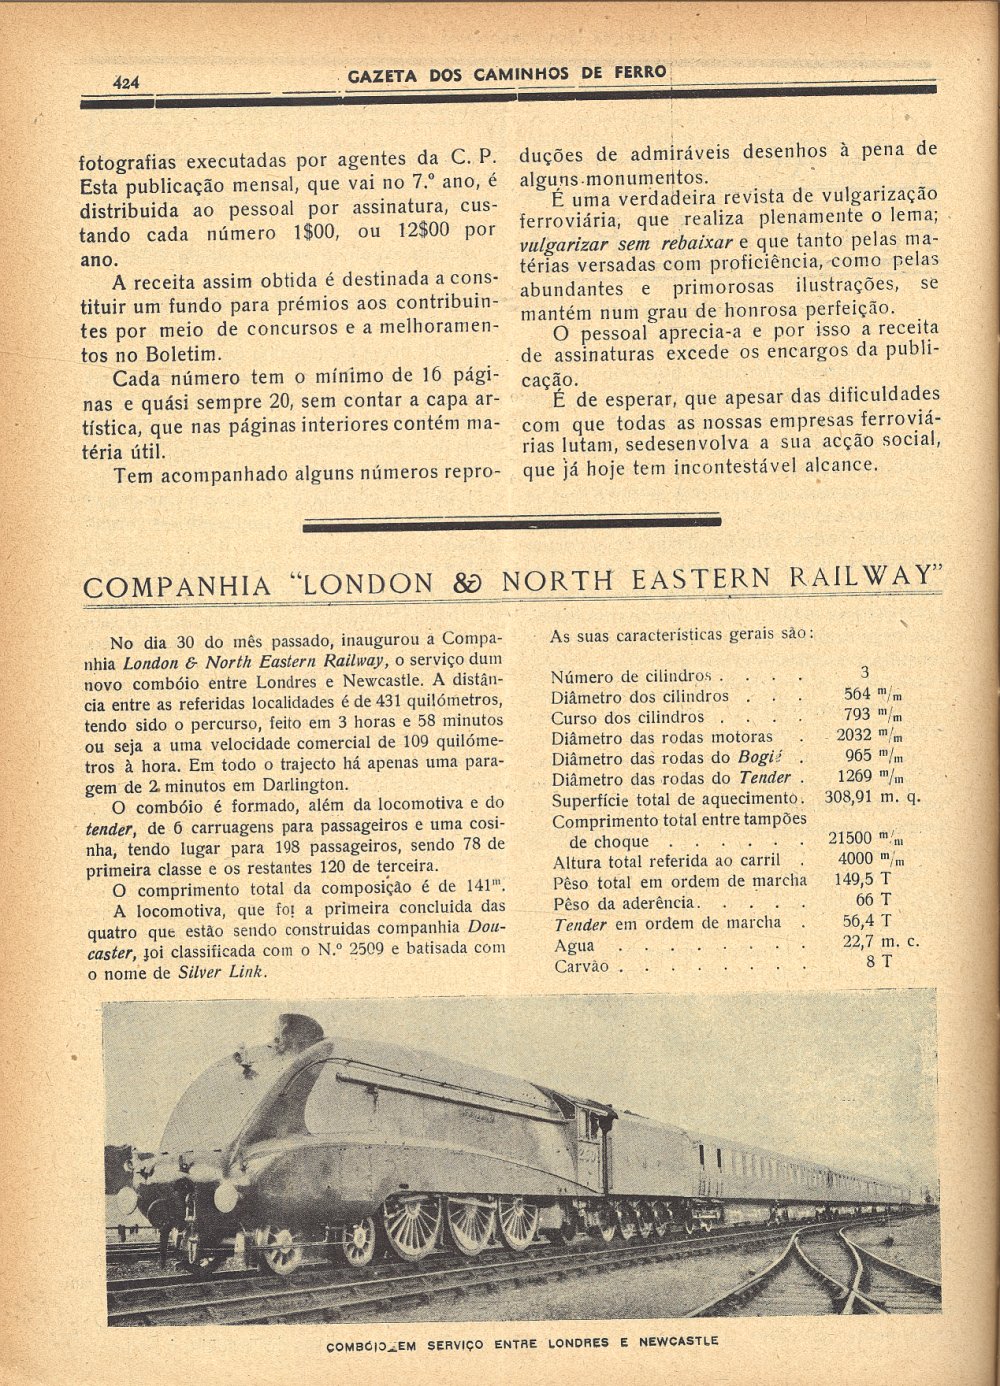 424
GAZETA DOS CAMINHOS DE FERRO
fotografias executadas por agentes da C. P.
Esta publicação mensal, que vai no 7.º ano, é
distribuida ao pessoal por assinatura, cus-
tando cada número 1$00, ou 12$00 por
ano.
A receita assim obtida é destinada a cons-
tituir um fundo para prémios aos contribuin-
tes por meio de concursos e a melhoramen-
tos no Boletim.
Cada número tem o mínimo de 16 pági-
nas e quási sempre 20, sem contar a capa ar-
tística, que nas páginas interiores contém ma-
téria útil.
Tem acompanhado alguns números repro-
duções de admiráveis desenhos à pena de
alguns monumentos.
É uma verdadeira revista de vulgarização
ferroviária, que realiza plenamente o lema;
vulgarizar sem rebaixar e que tanto pelas ma-
térias versadas com proficiência, como pelas
abundantes e primorosas ilustrações, se
mantém num grau de honrosa perfeição.
O pessoal aprecia-a e por isso a receita
de assinaturas excede os encargos da publi-
cação.
É de esperar, que apesar das dificuldades
com que todas as nossas empresas ferroviá-
rias lutam, sedesenvolva a sua acção social,
que já hoje tem incontestável alcance.
COMPANHIA "LONDON & NORTH EASTERN RAILWAY"
No dia 30 do mês passado, inaugurou a Compa-
nhia London & North Eastern Railway, o serviço dum
novo combóio entre Londres e Newcastle. A distân-
cia entre as referidas localidades é de 431 quilómetros,
tendo sido o percurso, feito em 3 horas e 58 minutos
ou seja a uma velocidade comercial de 109 quilóme-
tros à hora. Em todo o trajecto há apenas uma para-
gem de 2 minutos em Darlington.
O combóio é formado, além da locomotiva e do
tender, de 6 carruagens para passageiros e uma cosi-
nha, tendo lugar para 198 passageiros, sendo 78 de
primeira classe e os restantes 120 de terceira.
O comprimento total da composição é de 141m.
A locomotiva, que foi a primeira concluida das
quatro que estão sendo construidas companhia Dou-
caster, joi classificada com o N.º 2509 e batisada com
o nome de Silver Link.
As suas características gerais são:
Número de cilindros . . . . 3
Diâmetro dos cilindros . . . 564 m/m
Curso dos cilindros . . . . 793 m/m
Diâmetro das rodas motoras . 2032 m/m
Diâmetro das rodas do Bogié . 965 m/m
Diâmetro das rodas do Tender . 1269 m/m
Superfície total de aquecimento. 308,91 m. q.
Comprimento total entre tampões
de choque . . . . . . 21500 m/m
Altura total referida ao carril . 4000 m/m
Pêso total em ordem de marcha 149,5 T
Pêso da aderência. . . . . 66 T
Tender em ordem de marcha . 56,4 T
Agua . . . . . . . . 22,7 m. c.
Carvão . . . . . . . . 8 T
COMBÓIO EM SERVIÇO ENTRE LONDRES E NEWCASTLE